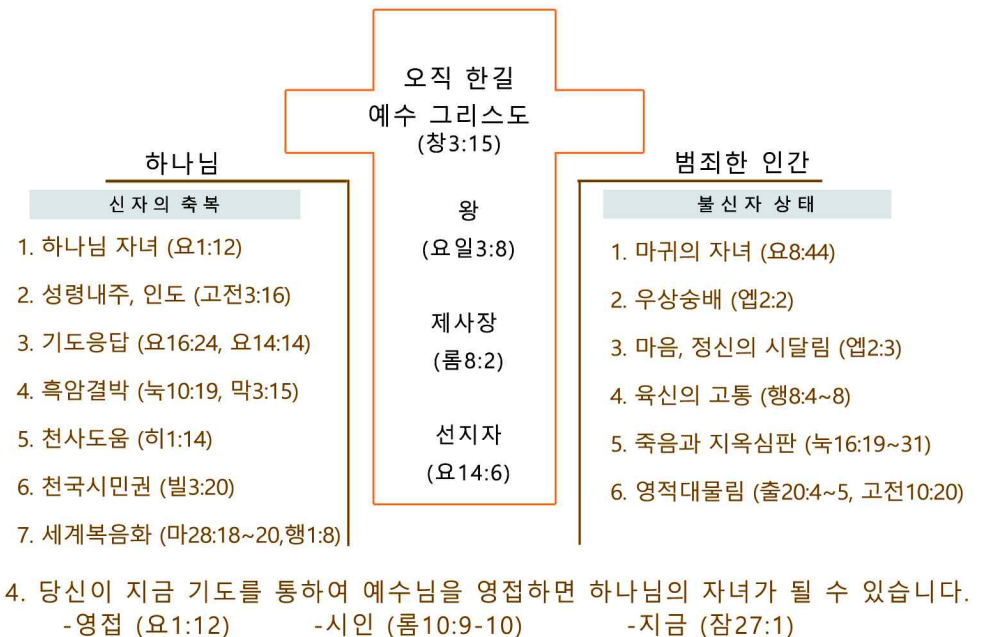 오직 한길
예수 그리스도
(창3:15)
왕
(요일3:8)
제사장
(롬8:2)
선지자
(요14:6)
하나님
신자의 축복
1. 하나님 자녀 (요1:12)
2. 성령내주, 인도 (고전3:16)
3. 기도응답 (요16:24, 요14:14)
4. 흑암결박 (눅10:19, 막3:15)
5. 천사도움 (히1:14)
6. 천국시민권 (빌3:20)
7. 세계복음화 (마28:18~20,행1:8)
범죄한 인간
불신자 상태
1. 마귀의 자녀 (요8:44)
2. 우상숭배 (엡2:2)
3. 마음, 정신의 시달림 (엡2:3)
4. 육신의 고통 (행8:4~8)
5. 죽음과 지옥심판 (눅16:19~31)
6. 영적대물림 (출20:4~5, 고전10:20)
4. 당신이 지금 기도를 통하여 예수님을 영접하면 하나님의 자녀가 될 수 있습니다.
-영접 (요1:12) -시인 (롬10:9-10) -지금 (잠27:1)